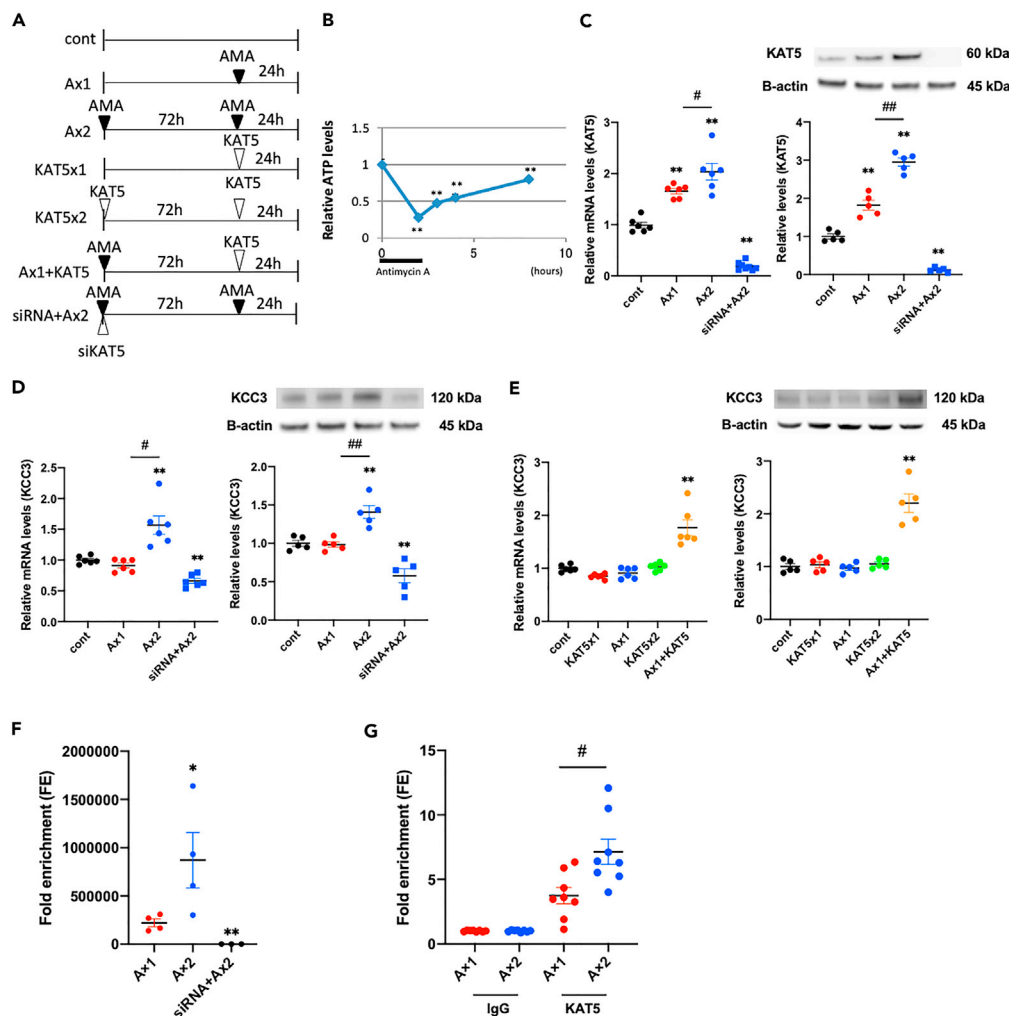 A
cont
AMA
Ax1
24h
AMA
AMA
Ax2
72h
24h
KAT5
KAT5x1
24h
KAT5
KAT5
KAT5x2
72h
24h
AMA
KAT5
Ax1+KAT5
72h
24h
AMA
AMA
siRNA+Ax2
72h
24h
siKAT5
B
Relative ATP levels
1
0.5
0
**
**
**
**
0
5
10
Antimycin A
(hours)
C
KAT5
60 kDa
B-actin
45 kDa
Relative mRNA levels (KAT5)
4
3
2
1
0
#
**
**
**
cont
Ax1
Ax2
siRNA+Ax2
Relative levels (KAT5)
4
3
2
1
0
##
**
**
**
cont
Ax1
Ax2
siRNA+Ax2
D
KCC3
120 kDa
B-actin
45 kDa
Relative mRNA levels (KCC3)
2.5
2.0
1.5
1.0
0.5
0.0
#
**
**
cont
Ax1
Ax2
siRNA+Ax2
Relative levels (KCC3)
2.0
1.5
1.0
0.5
0.0
##
**
**
cont
Ax1
Ax2
siRNA+Ax2
E
KCC3
120 kDa
B-actin
45 kDa
Relative mRNA levels (KCC3)
3
2
1
0
**
cont
KAT5x1
Ax1
KAT5x2
Ax1+KAT5
Relative levels (KCC3)
3
2
1
0
**
cont
KAT5x1
Ax1
KAT5x2
Ax1+KAT5
F
Fold enrichment (FE)
2000000
1500000
1000000
500000
0
*
**
A×1
A×2
siRNA+Ax2
G
Fold enrichment (FE)
15
10
5
0
#
A×1
A×2
A×1
A×2
IgG
KAT5